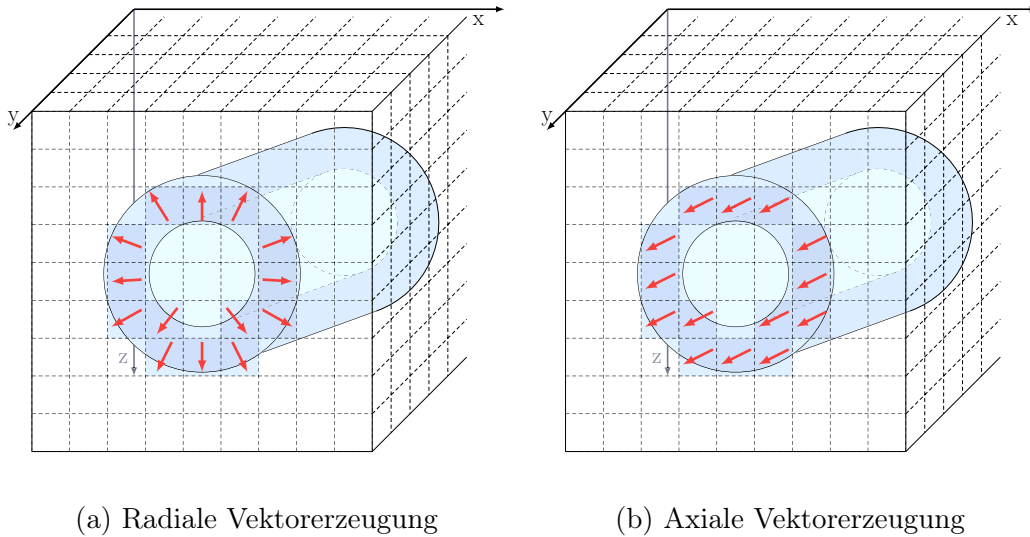 x
y
z
x
y
z
(a) Radiale Vektorerzeugung
(b) Axiale Vektorerzeugung